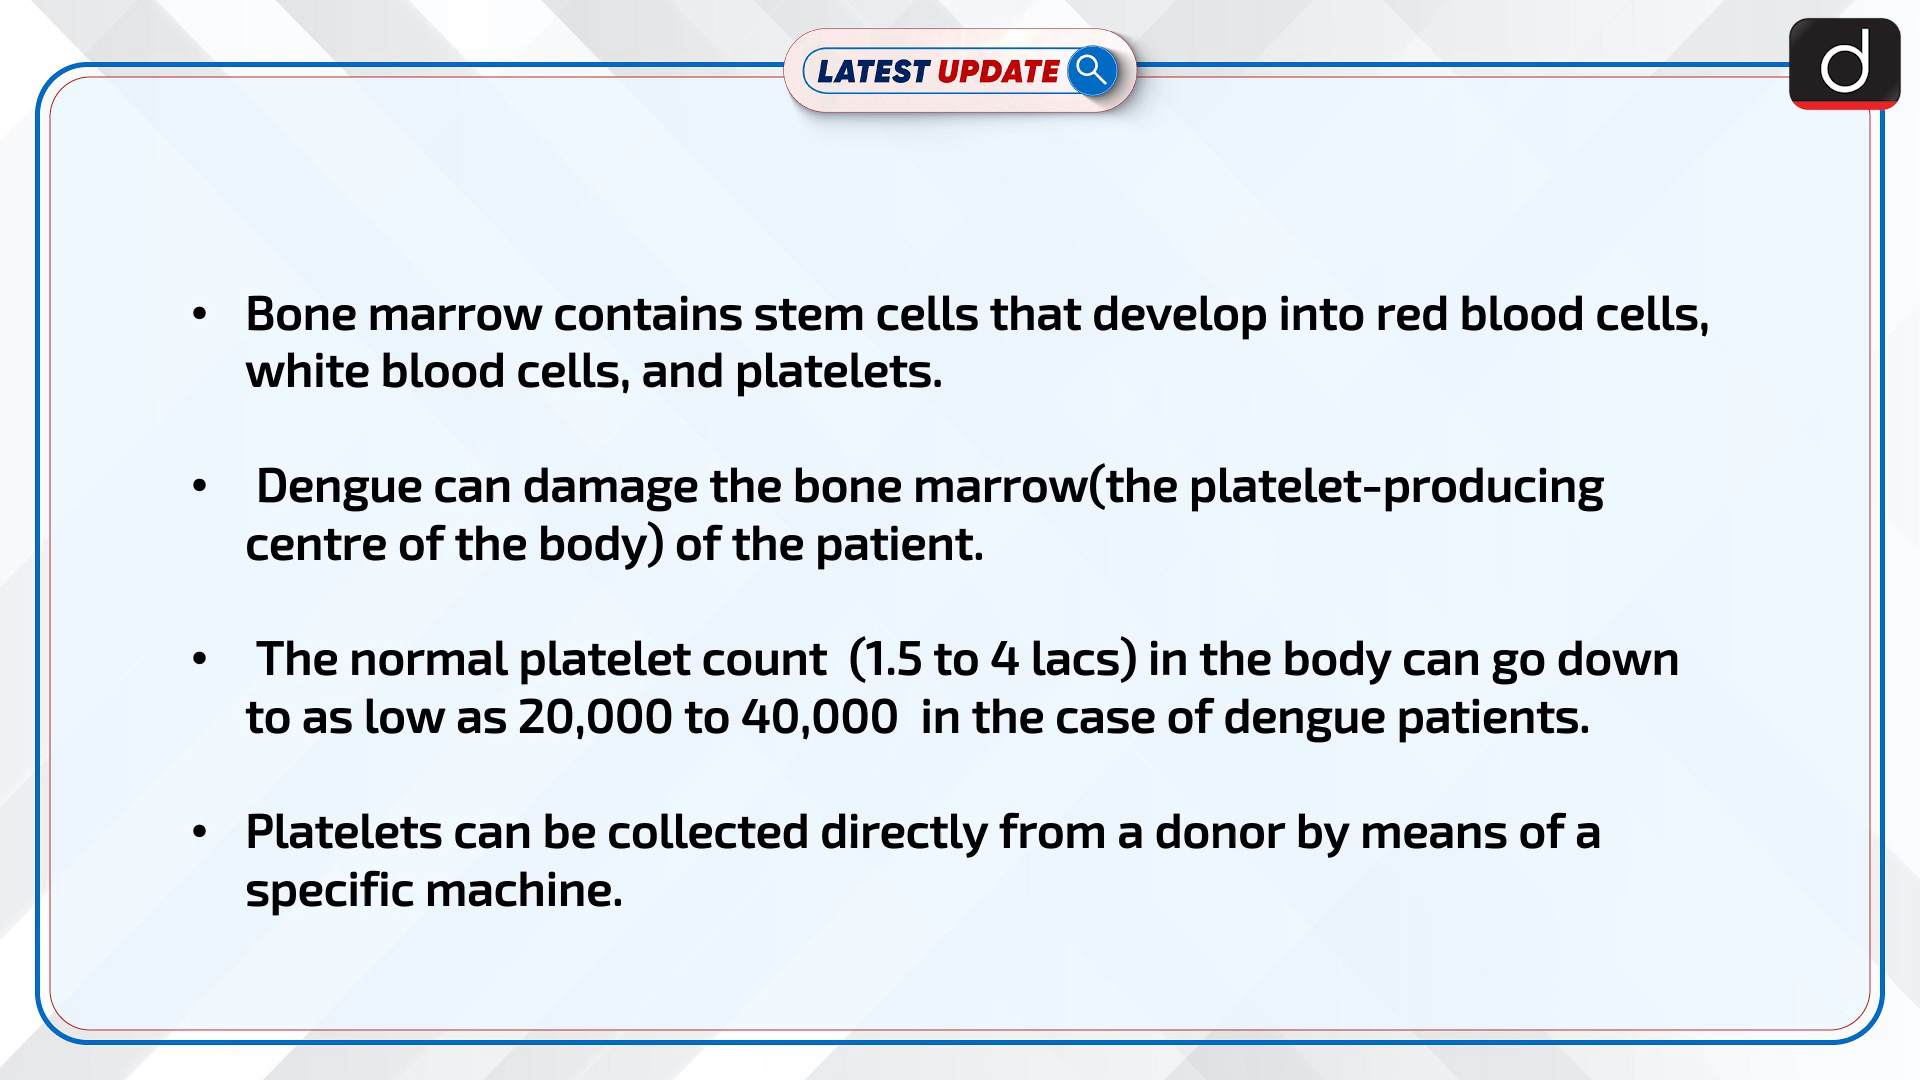 LATEST UPDATE
d
• Bone marrow contains stem cells that develop into red blood cells,
white blood cells, and platelets.
• Dengue can damage the bone marrow(the platelet-producing
centre of the body) of the patient.
• The normal platelet count (1.5 to 4 lacs) in the body can go down
to as low as 20,000 to 40,000 in the case of dengue patients.
• Platelets can be collected directly from a donor by means of a
specific machine.